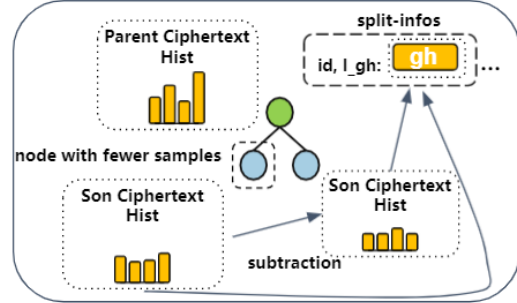 split-infos
Parent Ciphertext
Hist
id, l_gh:
gh
...
node with fewer samples
Son Ciphertext
Hist
Son Ciphertext
Hist
subtraction